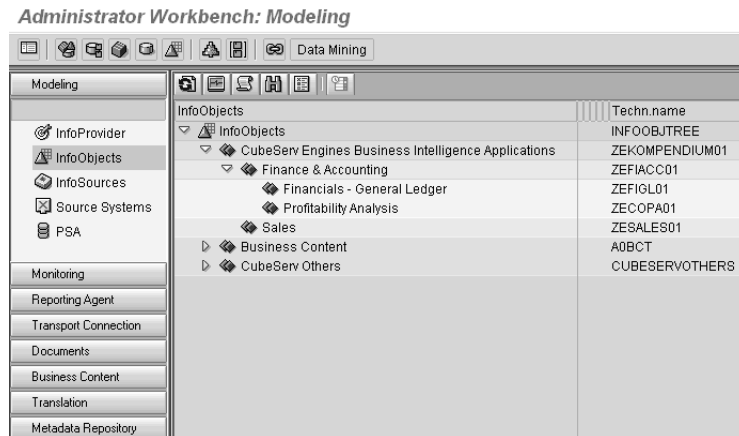 Administrator Workbench: Modeling
Data Mining
Modeling
InfoProvider
InfoObjects
InfoSources
Source Systems
PSA
Monitoring
Reporting Agent
Transport Connection
Documents
Business Content
Translation
Metadata Repository
InfoObjects Techn.name
InfoObjects INFOOBJTREE
CubeServ Engines Business Intelligence Applications ZEKOMPENDIUM01
Finance & Accounting ZEFIACC01
Financials - General Ledger ZEFIGL01
Profitability Analysis ZECOPA01
Sales ZESALES01
Business Content A0BCT
CubeServ Others CUBESERVOTHERS